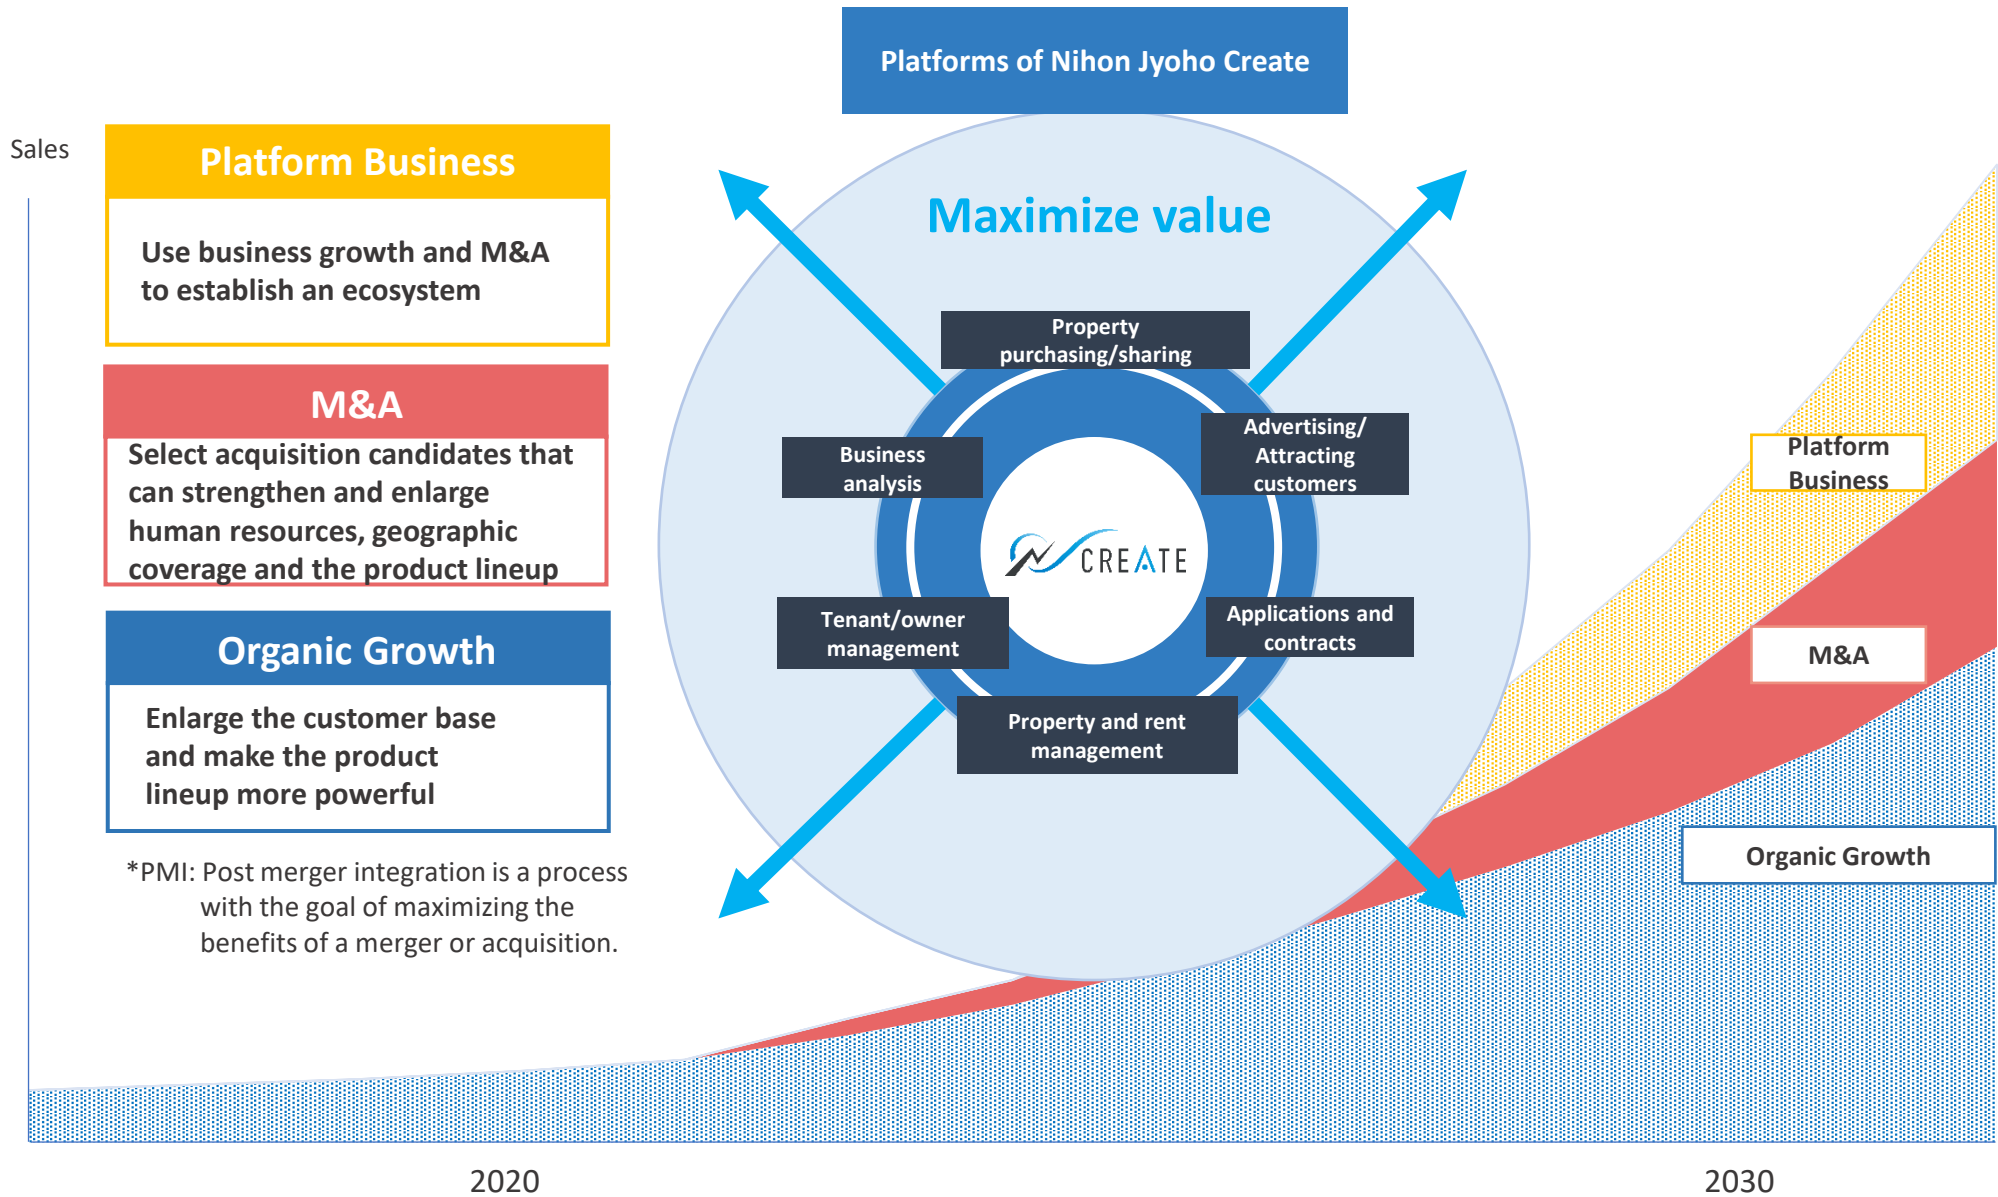 Platforms of Nihon Jyoho Create
Sales
Platform Business
Use business growth and M&A
to establish an ecosystem
M&A
Select acquisition candidates that
can strengthen and enlarge
human resources, geographic
coverage and the product lineup
Organic Growth
Enlarge the customer base
and make the product
lineup more powerful
*PMI: Post merger integration is a process
with the goal of maximizing the
benefits of a merger or acquisition.
Maximize value
Property
purchasing/sharing
Business
analysis
Advertising/
Attracting
customers
CREATE
Tenant/owner
management
Applications and
contracts
Property and rent
management
Platform
Business
M&A
Organic Growth
2020
2030